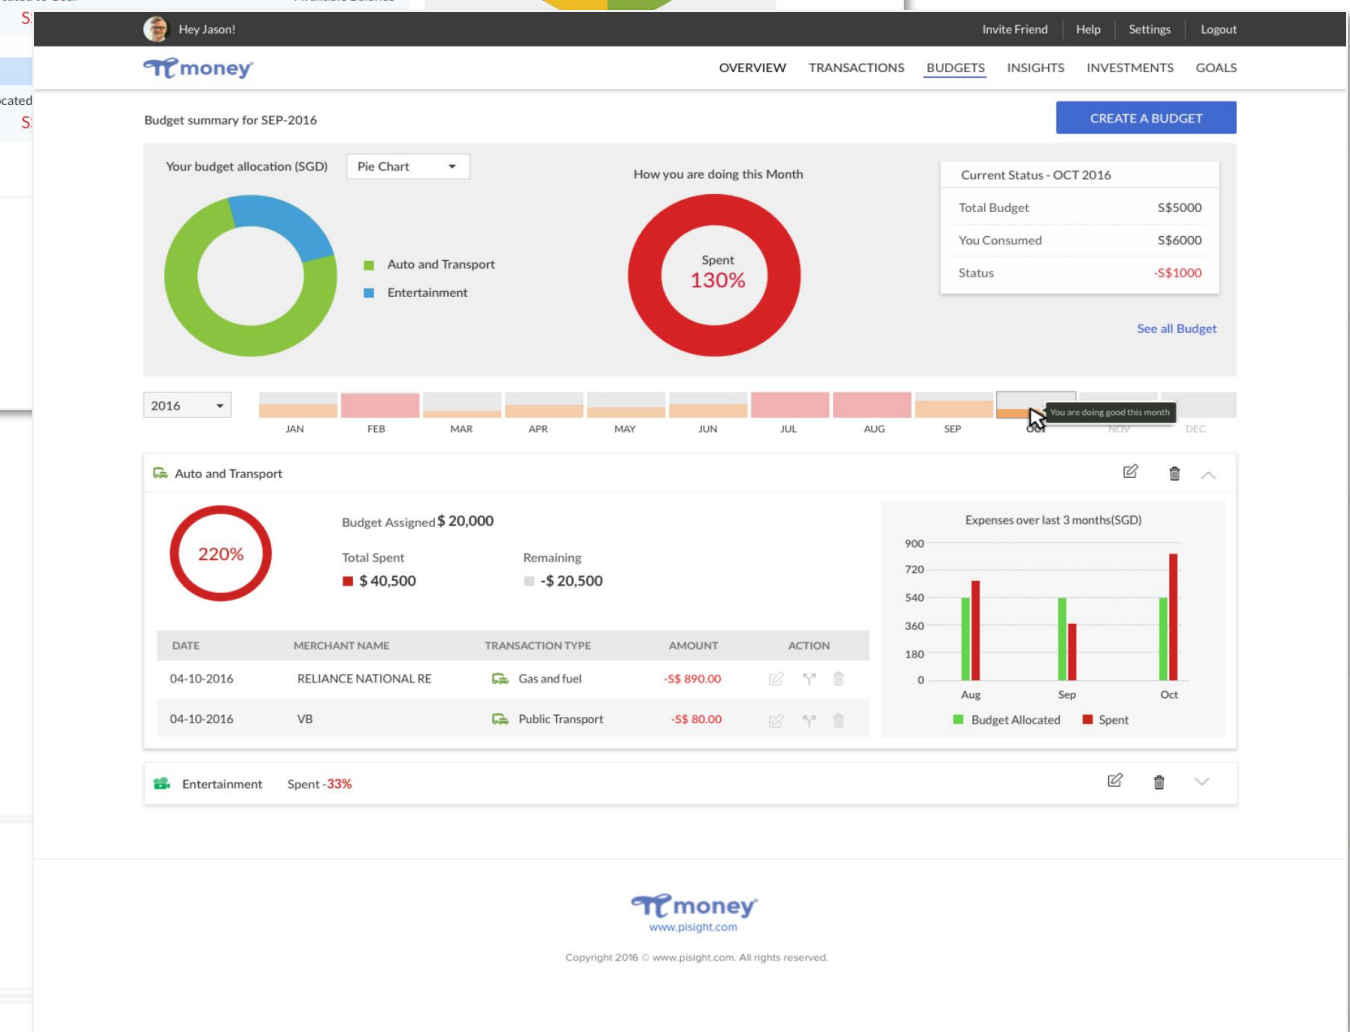 Available Balance
Hey Jason!
Invite Friend Help Settings Logout
money
OVERVIEW TRANSACTIONS BUDGETS INSIGHTS INVESTMENTS GOALS
Budget summary for SEP-2016
CREATE A BUDGET
Your budget allocation (SGD) Pie Chart
How you are doing this Month
Current Status - OCT 2016
Total Budget S$5000
You Consumed S$6000
Status -S$1000
Auto and Transport
Entertainment
Spent
130%
See all Budget
2016
You are doing good this month
JAN FEB MAR APR MAY JUN JUL AUG SEP OCT NOV DEC
Auto and Transport
220%
Budget Assigned $ 20,000
Total Spent Remaining
$ 40,500 -$ 20,500
Expenses over last 3 months(SGD)
900
720
540
360
180
0
Aug Sep Oct
Budget Allocated Spent
DATE MERCHANT NAME TRANSACTION TYPE AMOUNT ACTION
04-10-2016 RELIANCE NATIONAL RE Gas and fuel -S$ 890.00
04-10-2016 VB Public Transport -S$ 80.00
Entertainment Spent -33%
money
www.pisight.com
Copyright 2016 © www.pisight.com. All rights reserved.